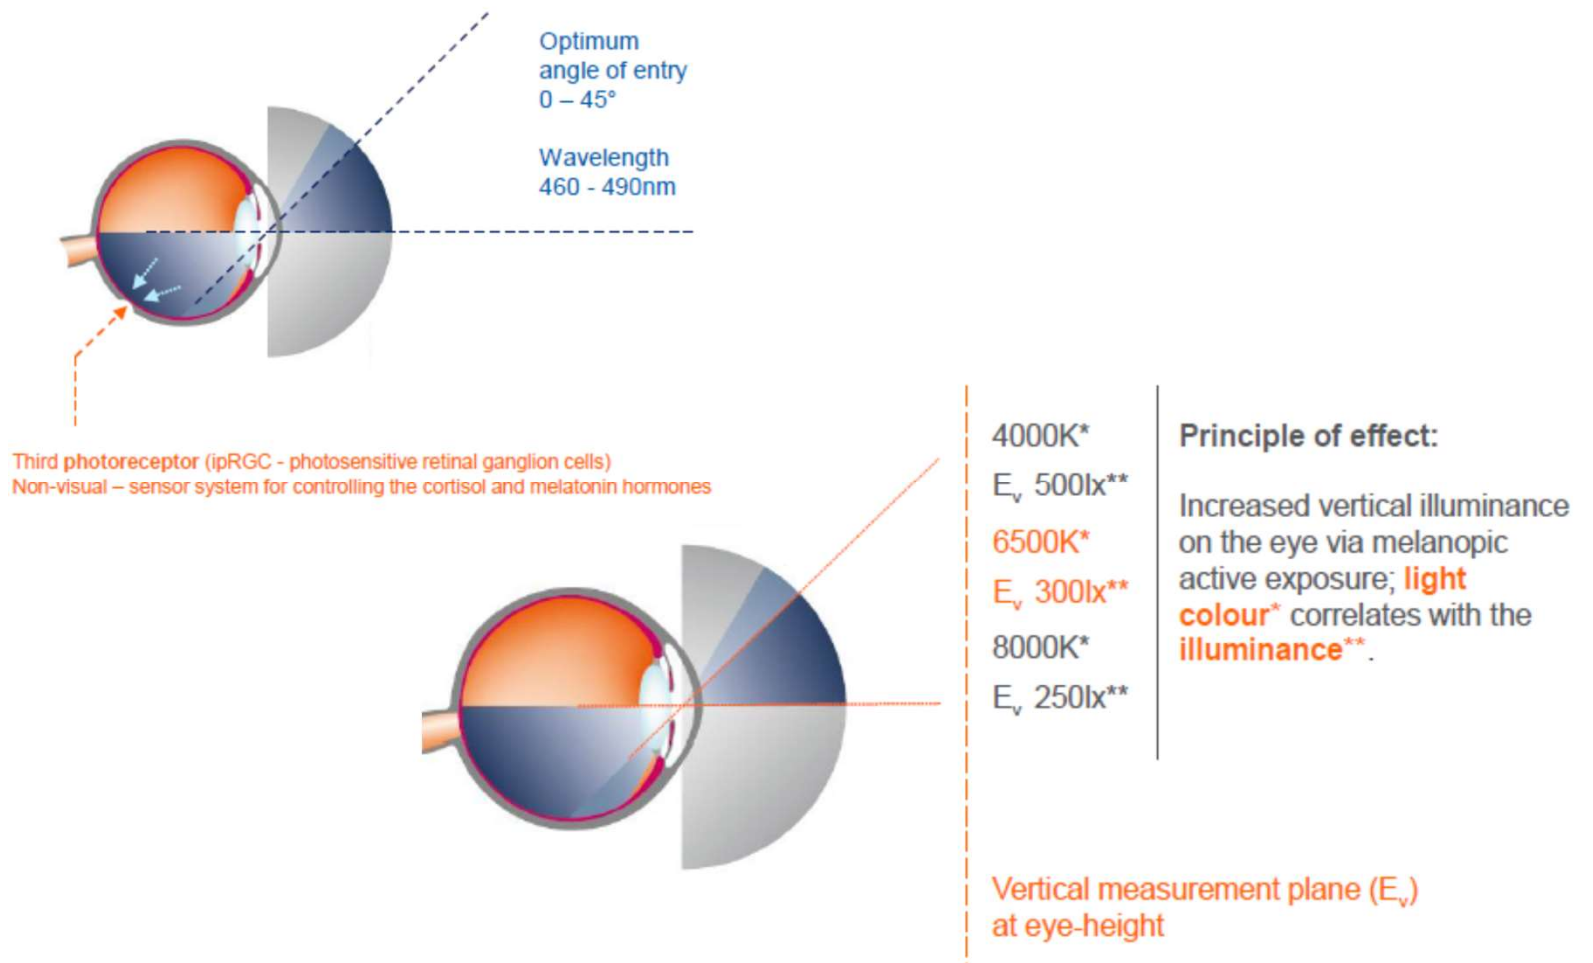 Optimum
angle of entry
0 – 45°
Wavelength
460 - 490nm
Third photoreceptor (ipRGC - photosensitive retinal ganglion cells)
Non-visual – sensor system for controlling the cortisol and melatonin hormones
4000K*
Ev 500lx**
6500K*
Ev 300lx**
8000K*
Ev 250lx**
Principle of effect:
Increased vertical illuminance
on the eye via melanopic
active exposure; light
colour* correlates with the
illuminance**.
Vertical measurement plane (Ev)
at eye-height